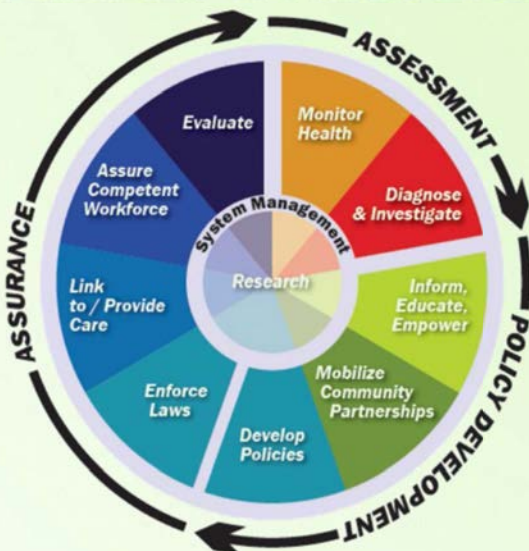 ASSESSMENT
Monitor
Health
Diagnose
& Investigate
POLICY DEVELOPMENT
Inform,
Educate,
Empower
Mobilize
Community
Partnerships
Develop
Policies
ASSURANCE
Enforce
Laws
Link
to / Provide
Care
Assure
Competent
Workforce
Evaluate
System Management
Research